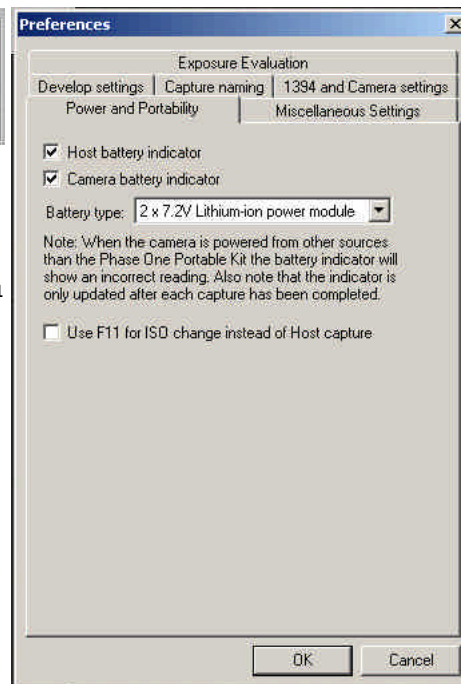 Preferences
Exposure Evaluation
Develop settings Capture naming 1394 and Camera settings
Power and Portability Miscellaneous Settings
Host battery indicator
Camera battery indicator
Battery type: 2 x 7.2V Lithium-ion power module
Note: When the camera is powered from other sources
than the Phase One Portable Kit the battery indicator will
show an incorrect reading. Also note that the indicator is
only updated after each capture has been completed.
Use F11 for ISO change instead of Host capture
OK Cancel